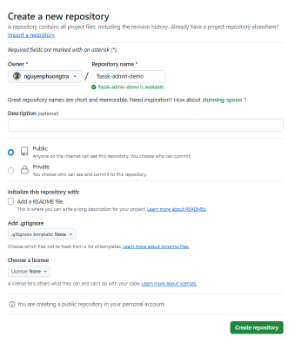 Create a new repository
A repository contains all project files, including the revision history. Already have a project repository elsewhere?
Import a repository.
Required fields are marked with an asterisk (*).
Owner * Repository name *
nguyenphuongtra / flask-admin-demo
flask-admin-demo is available.
Great repository names are short and memorable. Need inspiration? How about stunning-spoon ?
Description (optional)
Public
Anyone on the internet can see this repository. You choose who can commit.
Private
You choose who can see and commit to this repository.
Initialize this repository with:
Add a README file
This is where you can write a long description for your project. Learn more about READMEs.
Add .gitignore
.gitignore template: None
Choose which files not to track from a list of templates. Learn more about ignoring files.
Choose a license
License: None
A license tells others what they can and can't do with your code. Learn more about licenses.
You are creating a public repository in your personal account.
Create repository